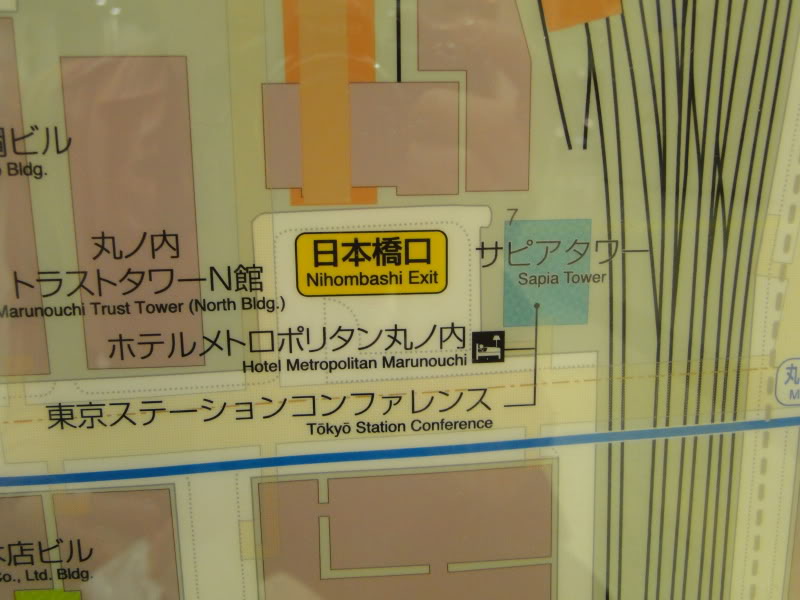 ビル
Bldg.
7
丸ノ内
トラストタワーN館
Marunouchi Trust Tower (North Bldg.)
日本橋口
Nihombashi Exit
サピアタワー
Sapia Tower
ホテルメトロポリタン丸ノ内
Hotel Metropolitan Marunouchi
丸
東京ステーションコンファレンス
Tōkyō Station Conference
店ビル
Co., Ltd. Bldg.